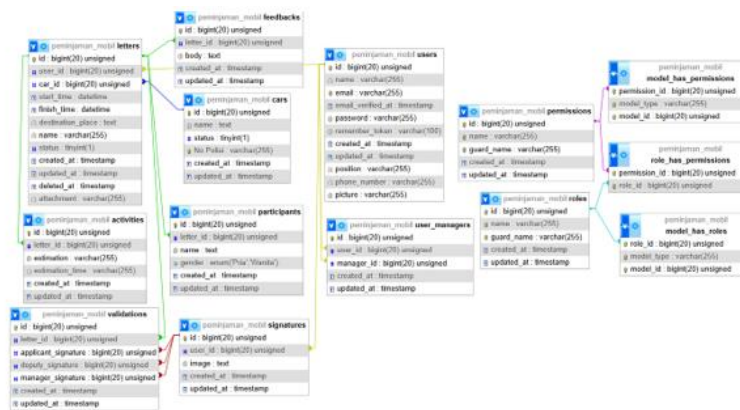 peminjaman_mobil letters
id : bigint(20) unsigned
user_id : bigint(20) unsigned
car_id : bigint(20) unsigned
start_time : datetime
finish_time : datetime
destination_place : text
name : varchar(255)
status : tinyint(1)
created_at : timestamp
updated_at : timestamp
deleted_at : timestamp
attachment : varchar(255)
peminjaman_mobil feedbacks
id : bigint(20) unsigned
letter_id : bigint(20) unsigned
body : text
created_at : timestamp
updated_at : timestamp
peminjaman_mobil cars
id : bigint(20) unsigned
name : text
status : tinyint(1)
No Polisi : varchar(255)
created_at : timestamp
updated_at : timestamp
peminjaman_mobil users
id : bigint(20) unsigned
name : varchar(255)
email : varchar(255)
email_verified_at : timestamp
password : varchar(255)
remember_token : varchar(100)
created_at : timestamp
updated_at : timestamp
position : varchar(255)
phone_number : varchar(255)
picture : varchar(255)
peminjaman_mobil permissions
id : bigint(20) unsigned
name : varchar(255)
guard_name : varchar(255)
created_at : timestamp
updated_at : timestamp
peminjaman_mobil
model_has_permissions
permission_id : bigint(20) unsigned
model_type : varchar(255)
model_id : bigint(20) unsigned
peminjaman_mobil
role_has_permissions
permission_id : bigint(20) unsigned
role_id : bigint(20) unsigned
peminjaman_mobil roles
id : bigint(20) unsigned
name : varchar(255)
guard_name : varchar(255)
created_at : timestamp
updated_at : timestamp
peminjaman_mobil
model_has_roles
role_id : bigint(20) unsigned
model_type : varchar(255)
model_id : bigint(20) unsigned
peminjaman_mobil activities
id : bigint(20) unsigned
letter_id : bigint(20) unsigned
estimation : varchar(255)
estimation_time : varchar(255)
created_at : timestamp
updated_at : timestamp
peminjaman_mobil participants
id : bigint(20) unsigned
letter_id : bigint(20) unsigned
name : text
gender : enum('Pria','Wanita')
created_at : timestamp
updated_at : timestamp
peminjaman_mobil user_managers
id : bigint(20) unsigned
user_id : bigint(20) unsigned
manager_id : bigint(20) unsigned
created_at : timestamp
updated_at : timestamp
peminjaman_mobil validations
id : bigint(20) unsigned
letter_id : bigint(20) unsigned
applicant_signature : bigint(20) unsigned
deputy_signature : bigint(20) unsigned
manager_signature : bigint(20) unsigned
created_at : timestamp
updated_at : timestamp
peminjaman_mobil signatures
id : bigint(20) unsigned
user_id : bigint(20) unsigned
image : text
created_at : timestamp
updated_at : timestamp